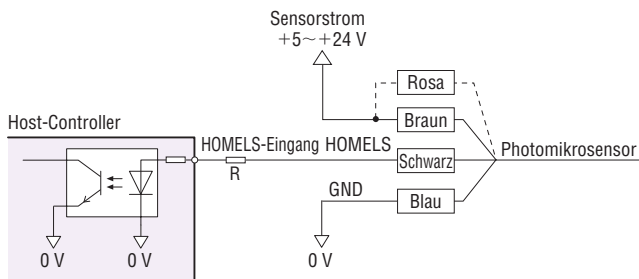 Sensorstrom
+5~+24 V
Rosa
Braun
Host-Controller
HOMELS-Eingang HOMELS
Schwarz
Photomikrosensor
R
GND
Blau
0 V
0 V
0 V